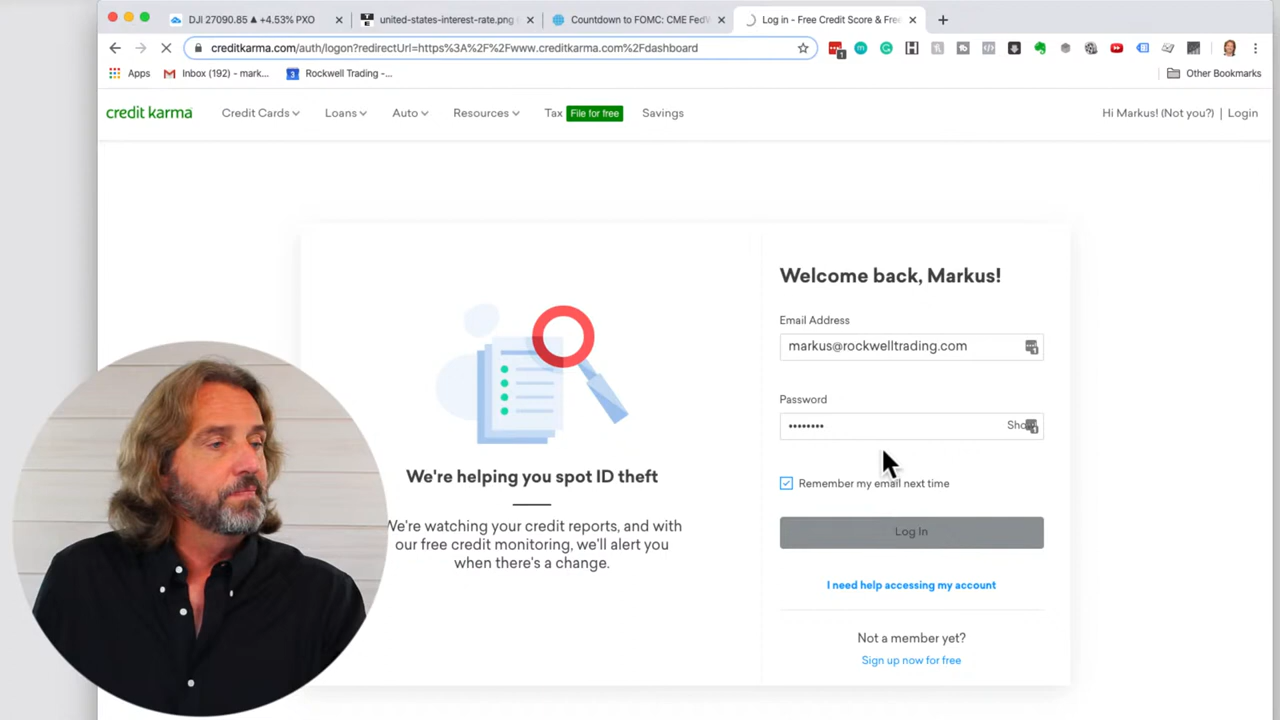 DJI 27090.85 ▲ +4.53% PXO
united-states-interest-rate.png
Countdown to FOMC: CME FedW
Log in - Free Credit Score & Free
creditkarma.com/auth/logon?redirectUrl=https%3A%2F%2Fwww.creditkarma.com%2Fdashboard
Apps
Inbox (192) - mark...
Rockwell Trading -...
Other Bookmarks
credit karma
Credit Cards
Loans
Auto
Resources
Tax
File for free
Savings
Hi Markus! (Not you?) | Login
Welcome back, Markus!
Email Address
markus@rockwelltrading.com
Password
••••••••
Sho
Remember my email next time
Log In
I need help accessing my account
Not a member yet?
Sign up now for free
We're helping you spot ID theft
We're watching your credit reports, and with
our free credit monitoring, we'll alert you
when there's a change.